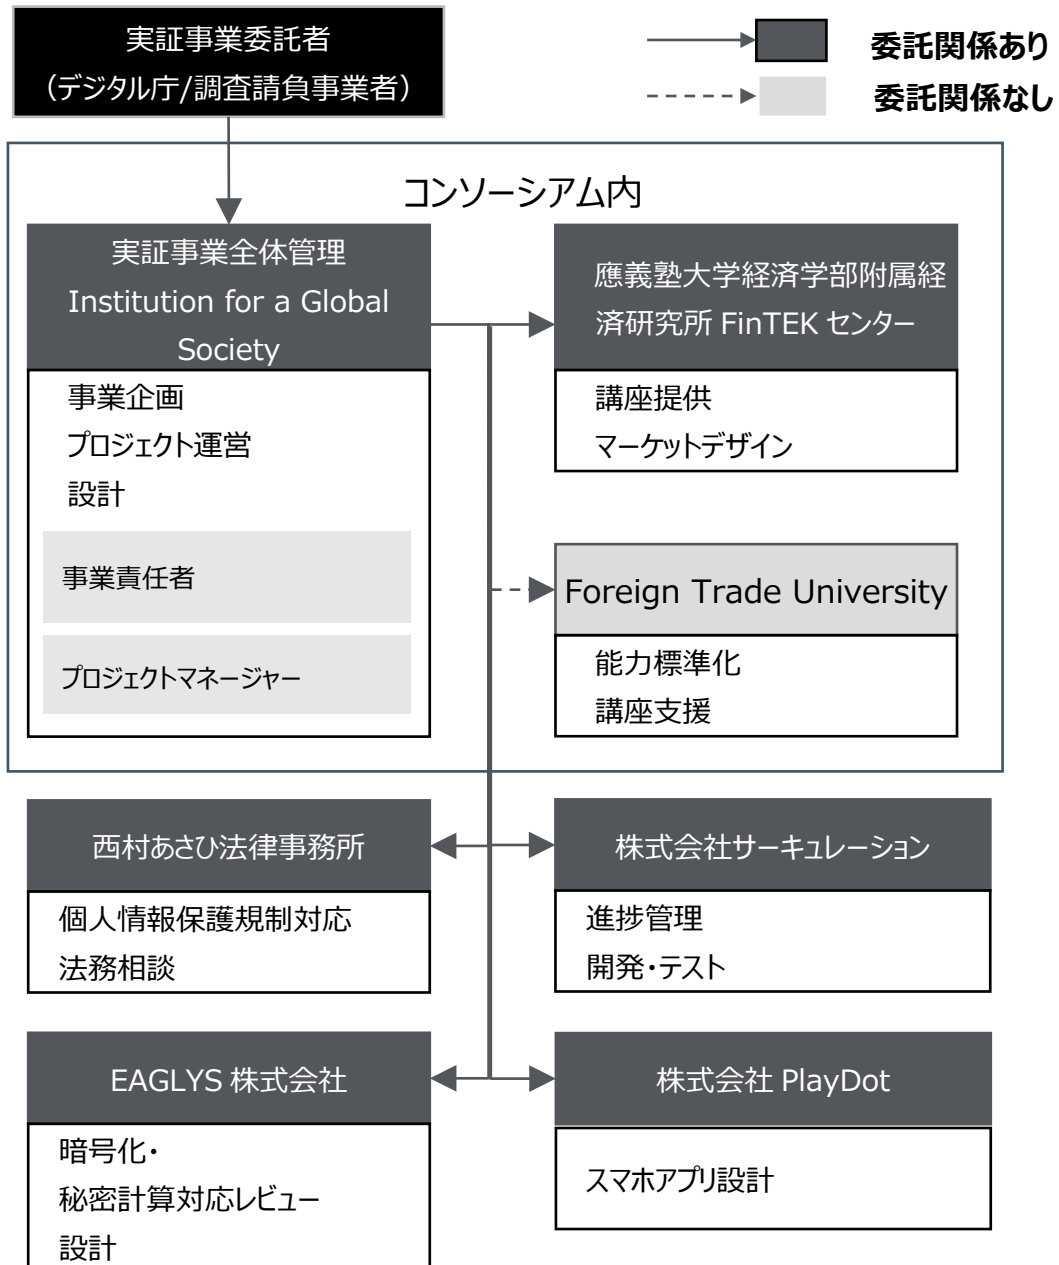 実証事業委託者
（デジタル庁/調査請負事業者）
委託関係あり
委託関係なし
コンソーシアム内
実証事業全体管理
Institution for a Global
Society
事業企画
プロジェクト運営
設計
事業責任者
プロジェクトマネージャー
應義塾大学経済学部附属経
済研究所 FinTEK センター
講座提供
マーケットデザイン
Foreign Trade University
能力標準化
講座支援
西村あさひ法律事務所
個人情報保護規制対応
法務相談
株式会社サーキュレーション
進捗管理
開発・テスト
EAGLYS 株式会社
暗号化・
秘密計算対応レビュー
設計
株式会社 PlayDot
スマホアプリ設計